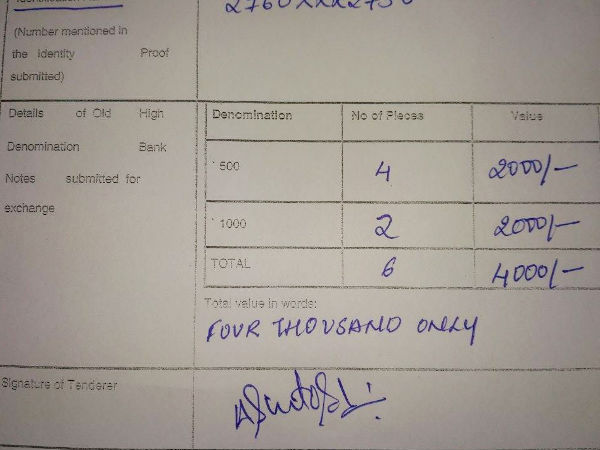 (Number mentioned in
the Identity Proof
submitted)
Details of Old High
Denomination Bank
Notes submitted for
exchange
Denomination No of Pieces Value
500 4 2000/-
1000 2 2000/-
TOTAL 6 4000/-
Total value in words:
FOUR THOUSAND ONLY
Signature of Tenderer